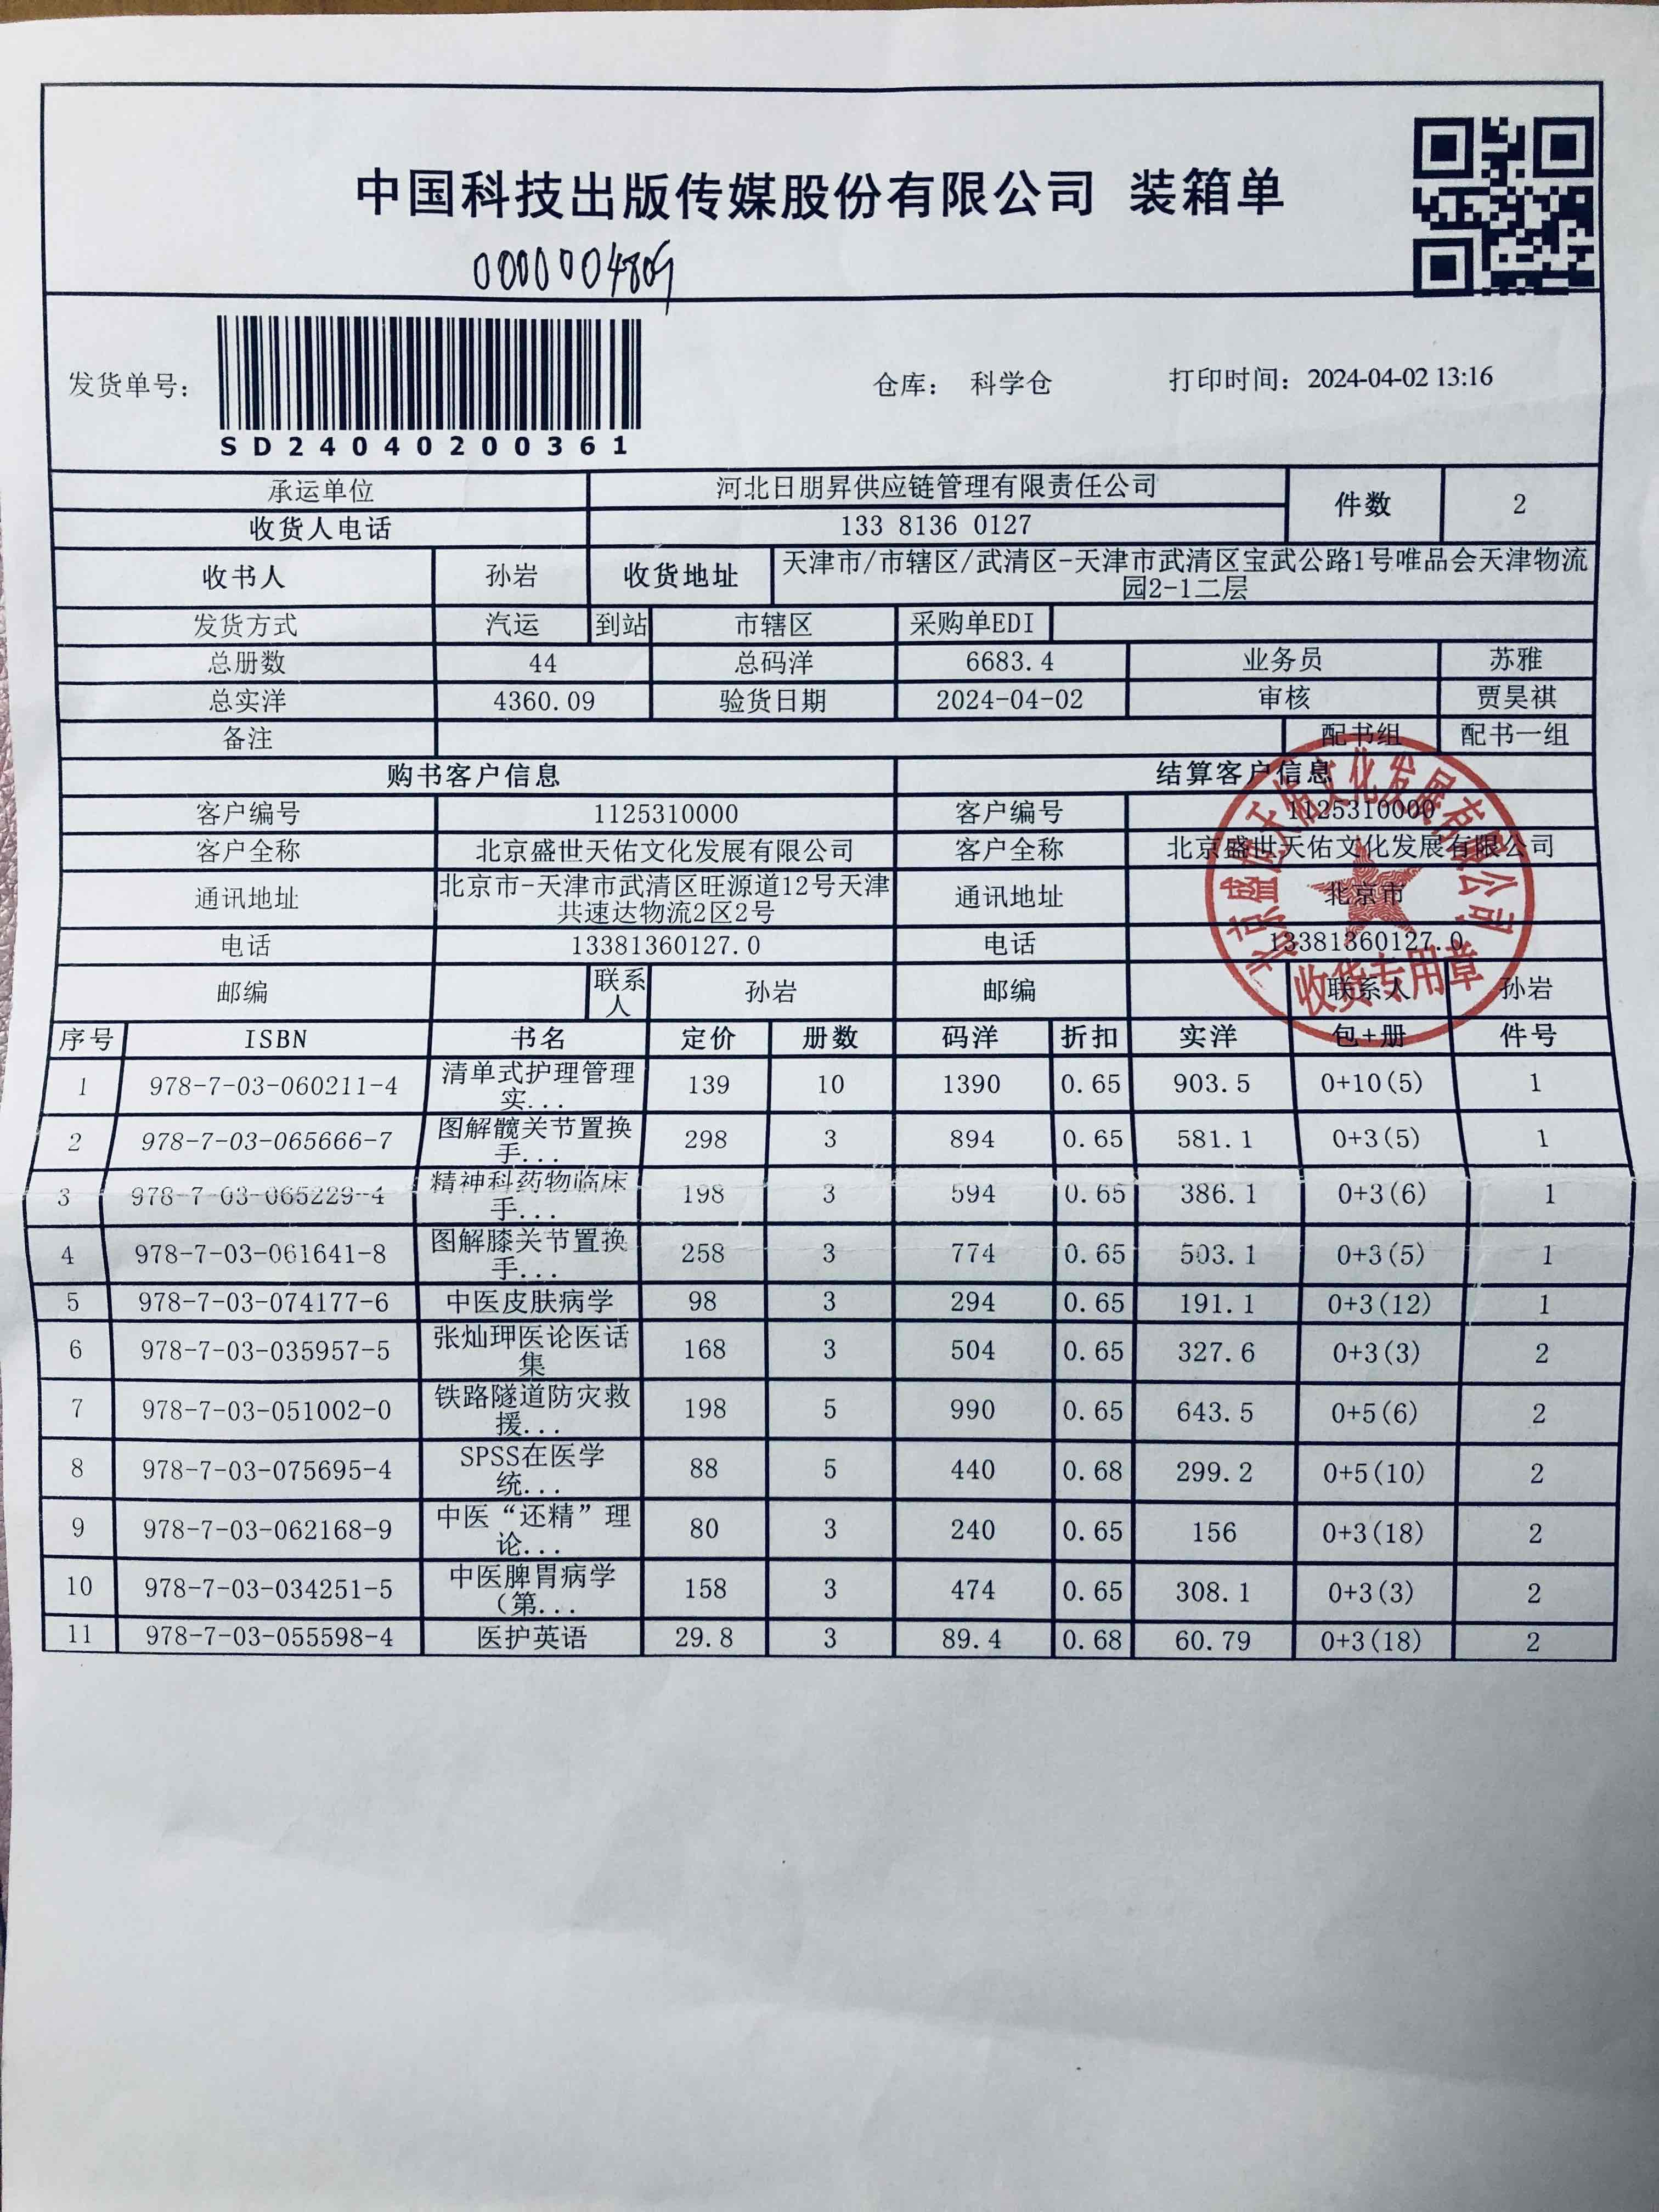 中国科技出版传媒股份有限公司 装箱单
0000004809
发货单号: 仓库: 科学仓 打印时间: 2024-04-02 13:16
SD24040200361
承运单位 河北日朋昇供应链管理有限责任公司 件数 2
收货人电话 133 8136 0127
收书人 孙岩 收货地址 天津市/市辖区/武清区-天津市武清区宝武公路1号唯品会天津物流
园2-1二层
发货方式 汽运 到站 市辖区 采购单EDI
总册数 44 总码洋 6683.4 业务员 苏雅
总实洋 4360.09 验货日期 2024-04-02 审核 贾昊祺
备注 配书组 配书一组
购书客户信息 结算客户信息
客户编号 1125310000 客户编号 1125310000
客户全称 北京盛世天佑文化发展有限公司 客户全称 北京盛世天佑文化发展有限公司
通讯地址 北京市-天津市武清区旺源道12号天津
共速达物流2区2号 通讯地址 北京市
电话 13381360127.0 电话 13381360127.0
邮编 联系
人 孙岩 邮编 联系人 孙岩
收货专用章
序号 ISBN 书名 定价 册数 码洋 折扣 实洋 包+册 件号
1 978-7-03-060211-4 清单式护理管理
实... 139 10 1390 0.65 903.5 0+10(5) 1
2 978-7-03-065666-7 图解髋关节置换
手... 298 3 894 0.65 581.1 0+3(5) 1
3 978-7-03-065229-4 精神科药物临床
手... 198 3 594 0.65 386.1 0+3(6) 1
4 978-7-03-061641-8 图解膝关节置换
手... 258 3 774 0.65 503.1 0+3(5) 1
5 978-7-03-074177-6 中医皮肤病学 98 3 294 0.65 191.1 0+3(12) 1
6 978-7-03-035957-5 张灿玾医论医话
集 168 3 504 0.65 327.6 0+3(3) 2
7 978-7-03-051002-0 铁路隧道防灾救
援... 198 5 990 0.65 643.5 0+5(6) 2
8 978-7-03-075695-4 SPSS在医学
统... 88 5 440 0.68 299.2 0+5(10) 2
9 978-7-03-062168-9 中医“还精”理
论... 80 3 240 0.65 156 0+3(18) 2
10 978-7-03-034251-5 中医脾胃病学
（第... 158 3 474 0.65 308.1 0+3(3) 2
11 978-7-03-055598-4 医护英语 29.8 3 89.4 0.68 60.79 0+3(18) 2